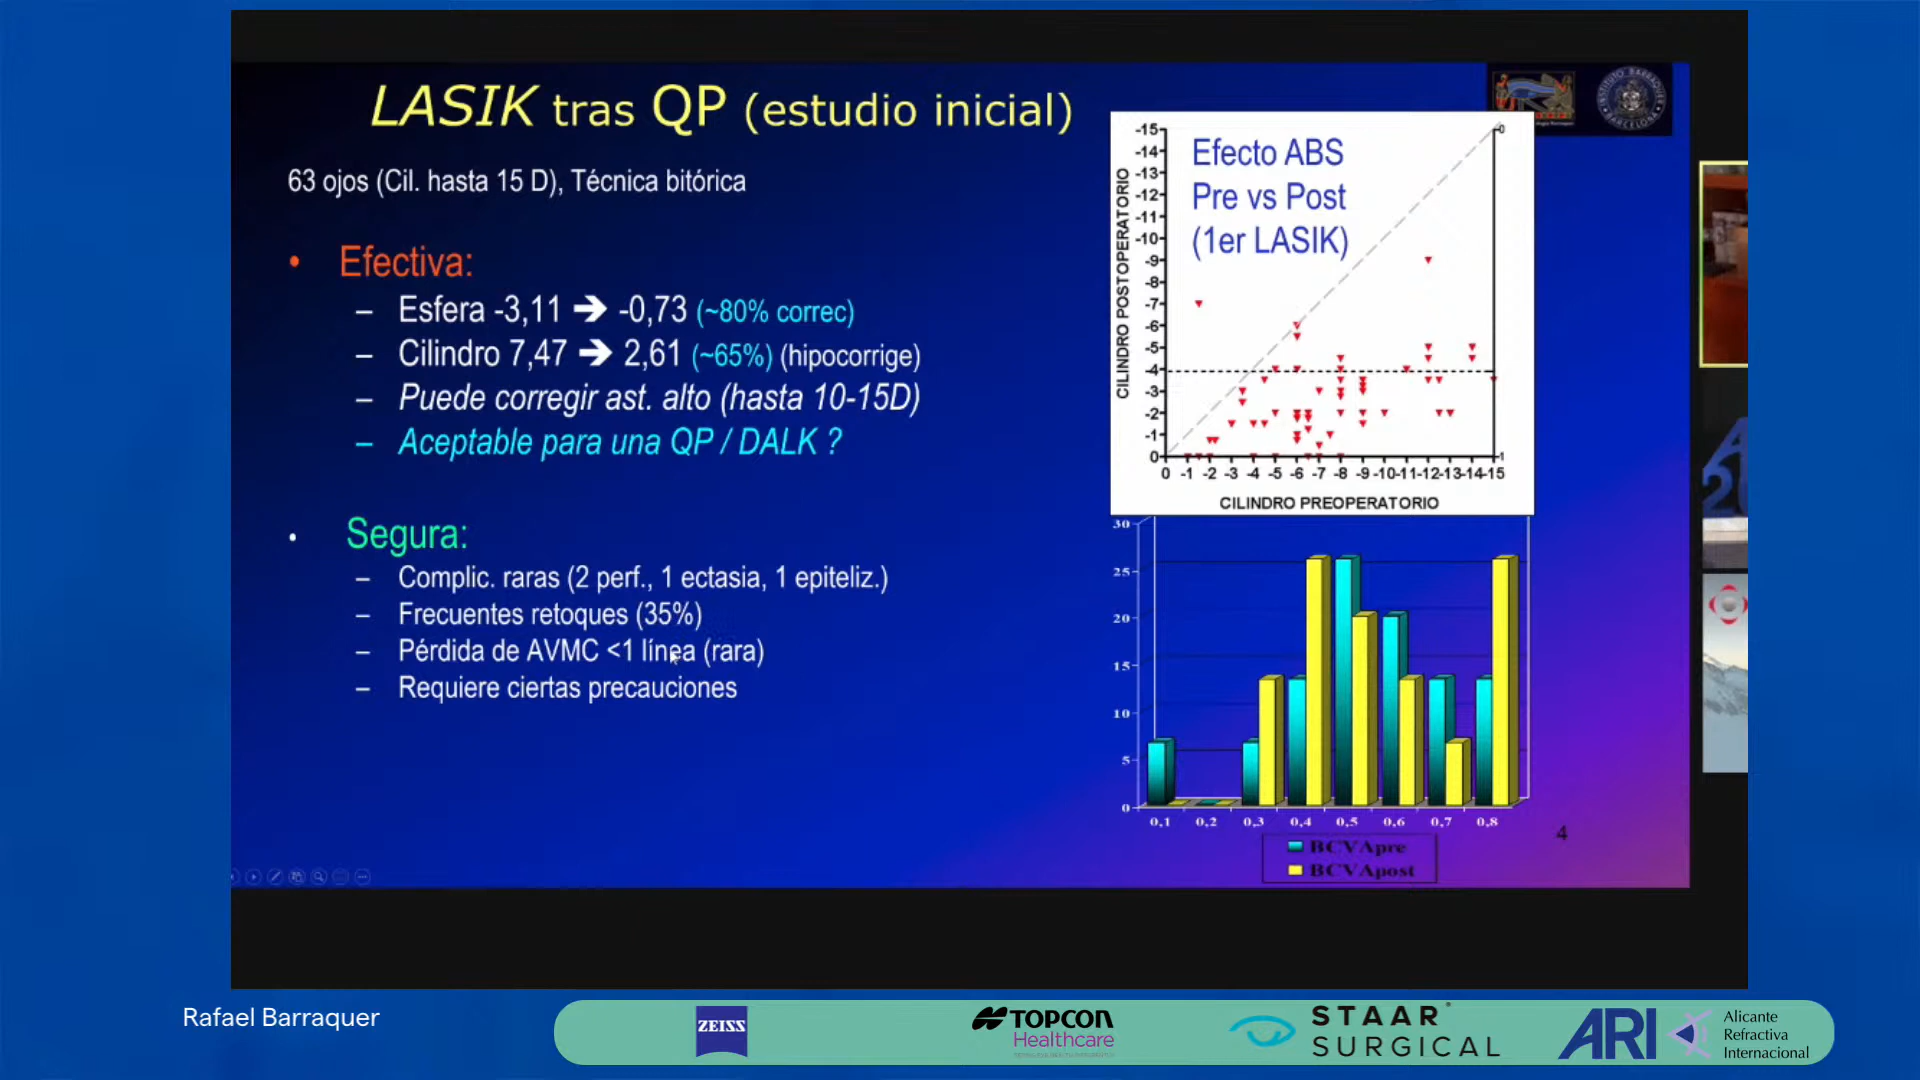 LASIK tras QP (estudio inicial)
63 ojos (Cil. hasta 15 D), Técnica bitórica
• Efectiva:
– Esfera -3,11 ➔ -0,73 (~80% correc)
– Cilindro 7,47 ➔ 2,61 (~65%) (hipocorrige)
– Puede corregir ast. alto (hasta 10-15D)
– Aceptable para una QP / DALK ?
• Segura:
– Complic. raras (2 perf., 1 ectasia, 1 epiteliz.)
– Frecuentes retoques (35%)
– Pérdida de AVMC <1 línea (rara)
– Requiere ciertas precauciones
INSTITUTO BARRAQUER
BARCELONA
Efecto ABS
Pre vs Post
(1er LASIK)
CILINDRO POSTOPERATORIO
-15
-14
-13
-12
-11
-10
-9
-8
-7
-6
-5
-4
-3
-2
-1
0
0 -1 -2 -3 -4 -5 -6 -7 -8 -9 -10 -11 -12 -13 -14 -15
0
1
CILINDRO PREOPERATORIO
30
25
20
15
10
5
0
0,1 0,2 0,3 0,4 0,5 0,6 0,7 0,8
BCVApre
BCVApost
4
Rafael Barraquer
ZEISS
TOPCON
Healthcare
STAAR
SURGICAL
ARI
Alicante
Refractiva
Internacional